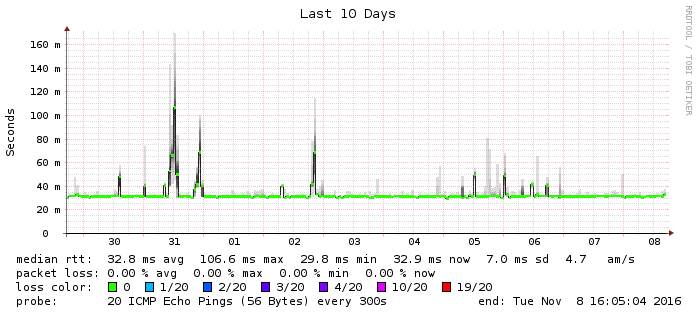 Last 10 Days
RRDTOOL / TOBI OETIKER
Seconds
160 m
140 m
120 m
100 m
80 m
60 m
40 m
20 m
0
30 31 01 02 03 04 05 06 07 08
median rtt: 32.8 ms avg 106.6 ms max 29.8 ms min 32.9 ms now 7.0 ms sd 4.7 am/s
packet loss: 0.00 % avg 0.00 % max 0.00 % min 0.00 % now
loss color: 0 1/20 2/20 3/20 4/20 10/20 19/20
probe: 20 ICMP Echo Pings (56 Bytes) every 300s end: Tue Nov 8 16:05:04 2016